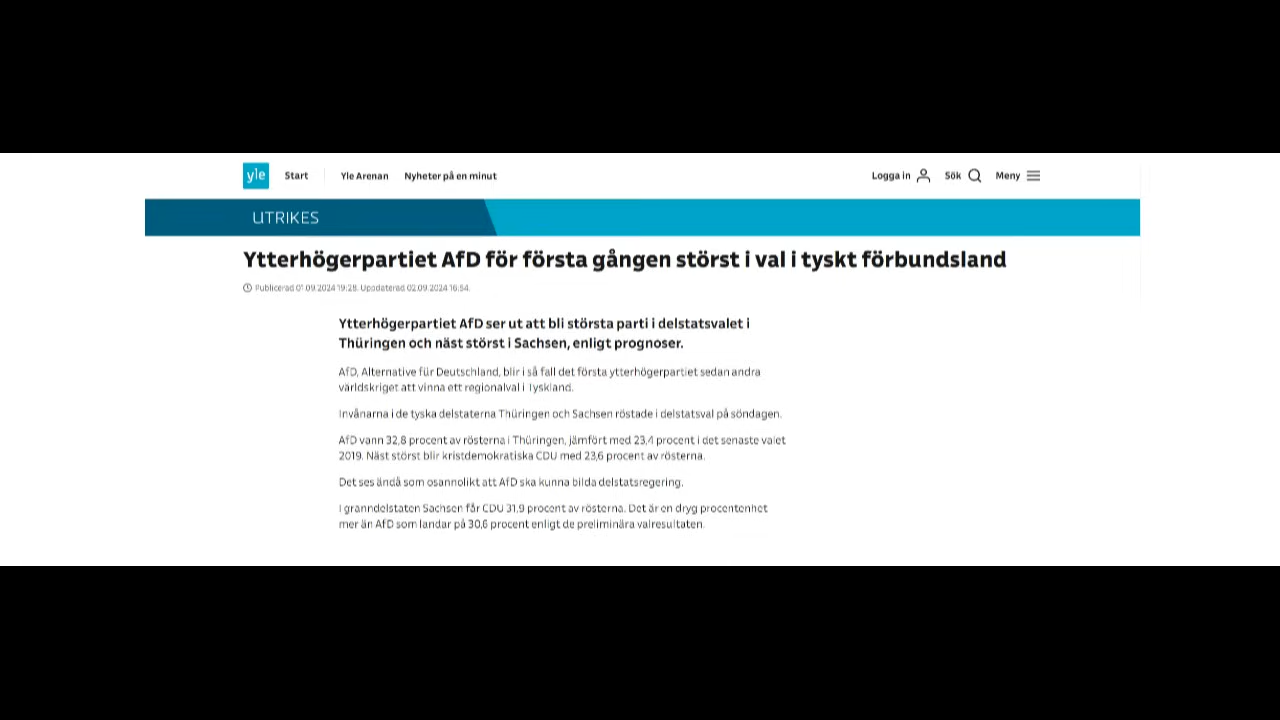 yle Start Yle Arenan Nyheter på en minut Logga in Sök Meny
UTRIKES
Ytterhögerpartiet AfD för första gången störst i val i tyskt förbundsland
Publicerad 01.09.2024 19:28. Uppdaterad 02.09.2024 16:54.
Ytterhögerpartiet AfD ser ut att bli största parti i delstatsvalet i
Thüringen och näst störst i Sachsen, enligt prognoser.
AfD, Alternative für Deutschland, blir i så fall det första ytterhögerpartiet sedan andra
världskriget att vinna ett regionalval i Tyskland.
Invånarna i de tyska delstaterna Thüringen och Sachsen röstade i delstatsval på söndagen.
AfD vann 32,8 procent av rösterna i Thüringen, jämfört med 23,4 procent i det senaste valet
2019. Näst störst blir kristdemokratiska CDU med 23,6 procent av rösterna.
Det ses ändå som osannolikt att AfD ska kunna bilda delstatsregering.
I granndelstaten Sachsen får CDU 31,9 procent av rösterna. Det är en dryg procentenhet
mer än AfD som landar på 30,6 procent enligt de preliminära valresultaten.